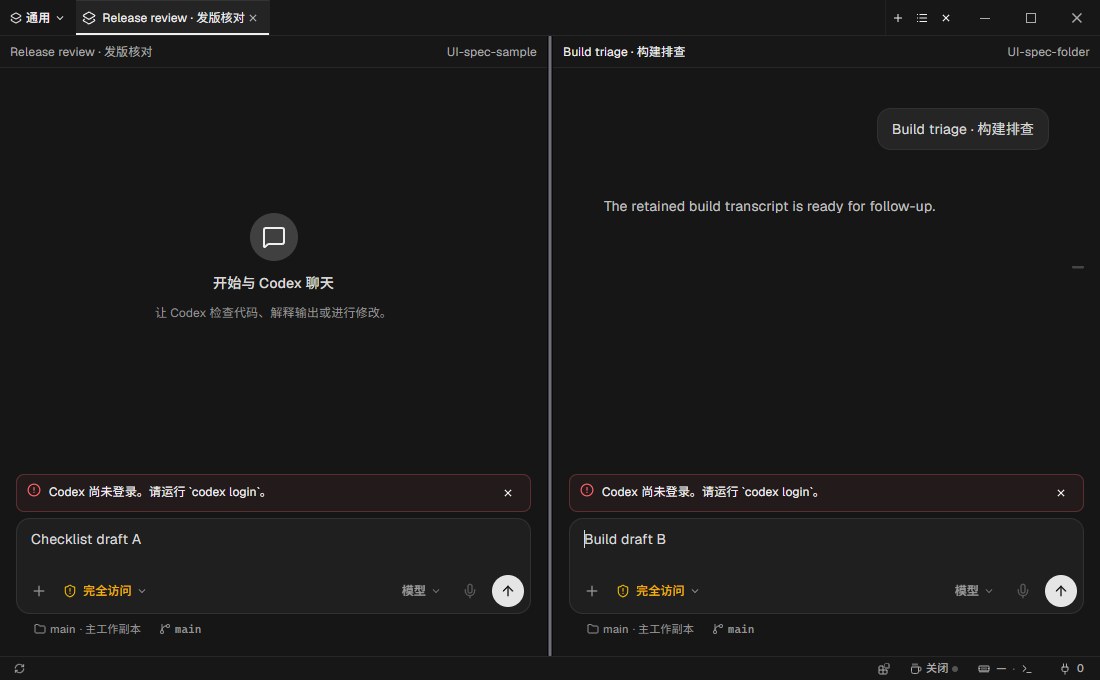 通用
Release review · 发版核对
Release review · 发版核对
UI-spec-sample
开始与 Codex 聊天
让 Codex 检查代码、解释输出或进行修改。
Codex 尚未登录。请运行 `codex login`。
Checklist draft A
完全访问
模型
main · 主工作副本
main
Build triage · 构建排查
UI-spec-folder
Build triage · 构建排查
The retained build transcript is ready for follow-up.
Codex 尚未登录。请运行 `codex login`。
Build draft B
完全访问
模型
main · 主工作副本
main
关闭
— ·
0